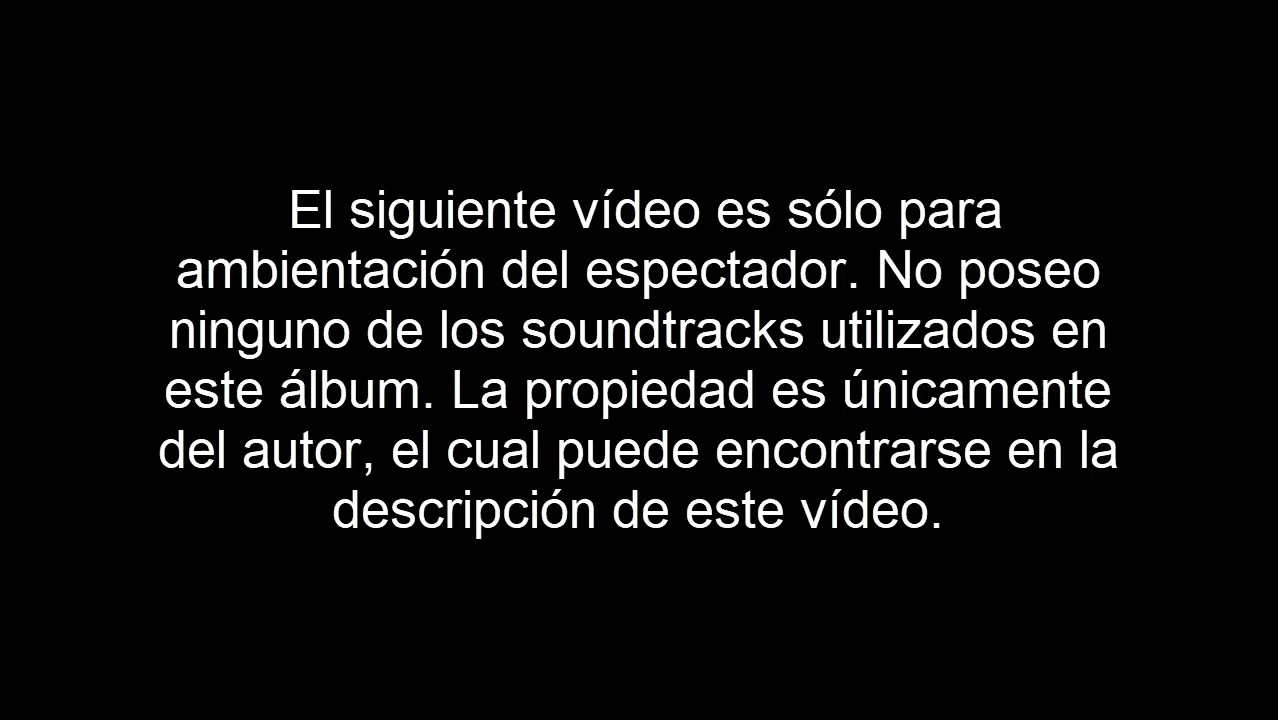 El siguiente vídeo es sólo para
ambientación del espectador. No poseo
ninguno de los soundtracks utilizados en
este álbum. La propiedad es únicamente
del autor, el cual puede encontrarse en la
descripción de este vídeo.